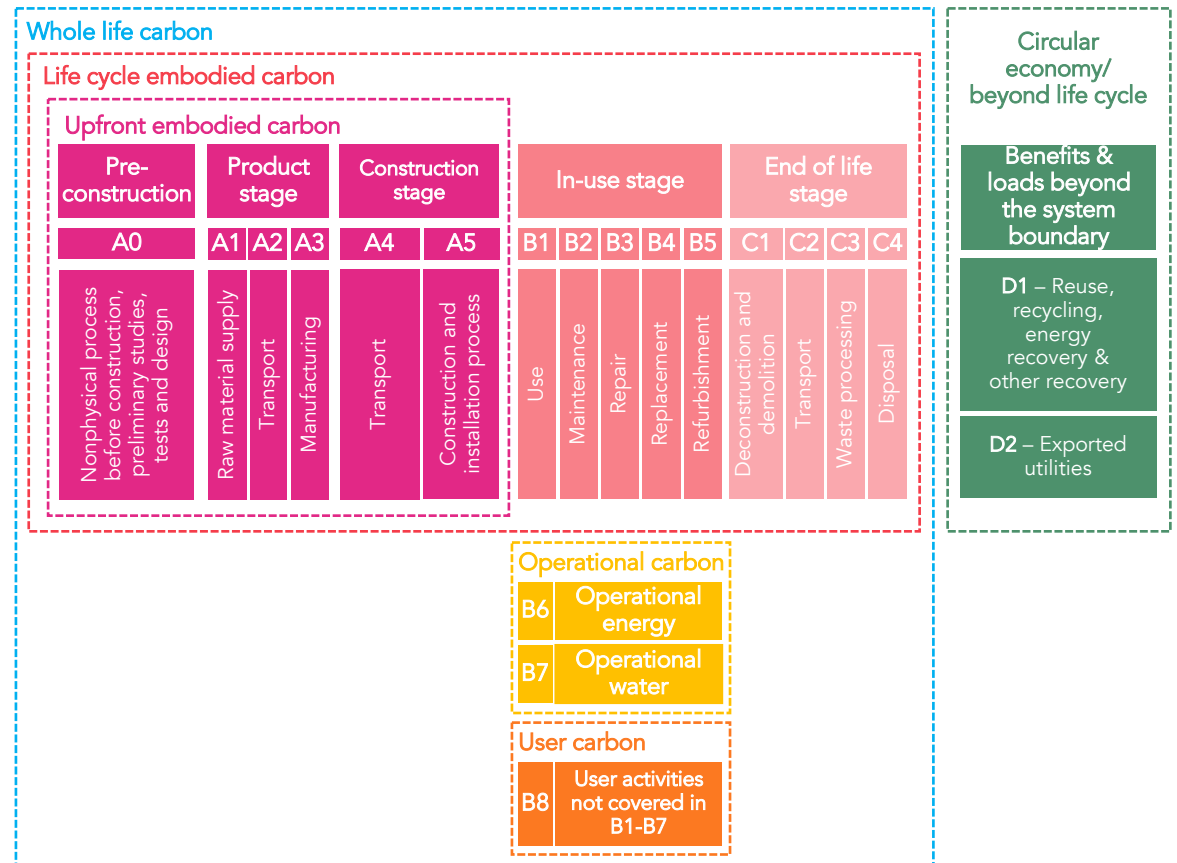 Whole life carbon
Life cycle embodied carbon
Upfront embodied carbon
Pre-
construction
Product
stage
Construction
stage
In-use stage
End of life
stage
A0
A1
A2
A3
A4
A5
B1
B2
B3
B4
B5
C1
C2
C3
C4
Nonphysical process
before construction,
preliminary studies,
tests and design
Raw material supply
Transport
Manufacturing
Transport
Construction and
installation process
Use
Maintenance
Repair
Replacement
Refurbishment
Deconstruction and
demolition
Transport
Waste processing
Disposal
Operational carbon
B6
Operational
energy
B7
Operational
water
User carbon
B8
User activities
not covered in
B1-B7
Circular
economy/
beyond life cycle
Benefits &
loads beyond
the system
boundary
D1 – Reuse,
recycling,
energy
recovery &
other recovery
D2 – Exported
utilities